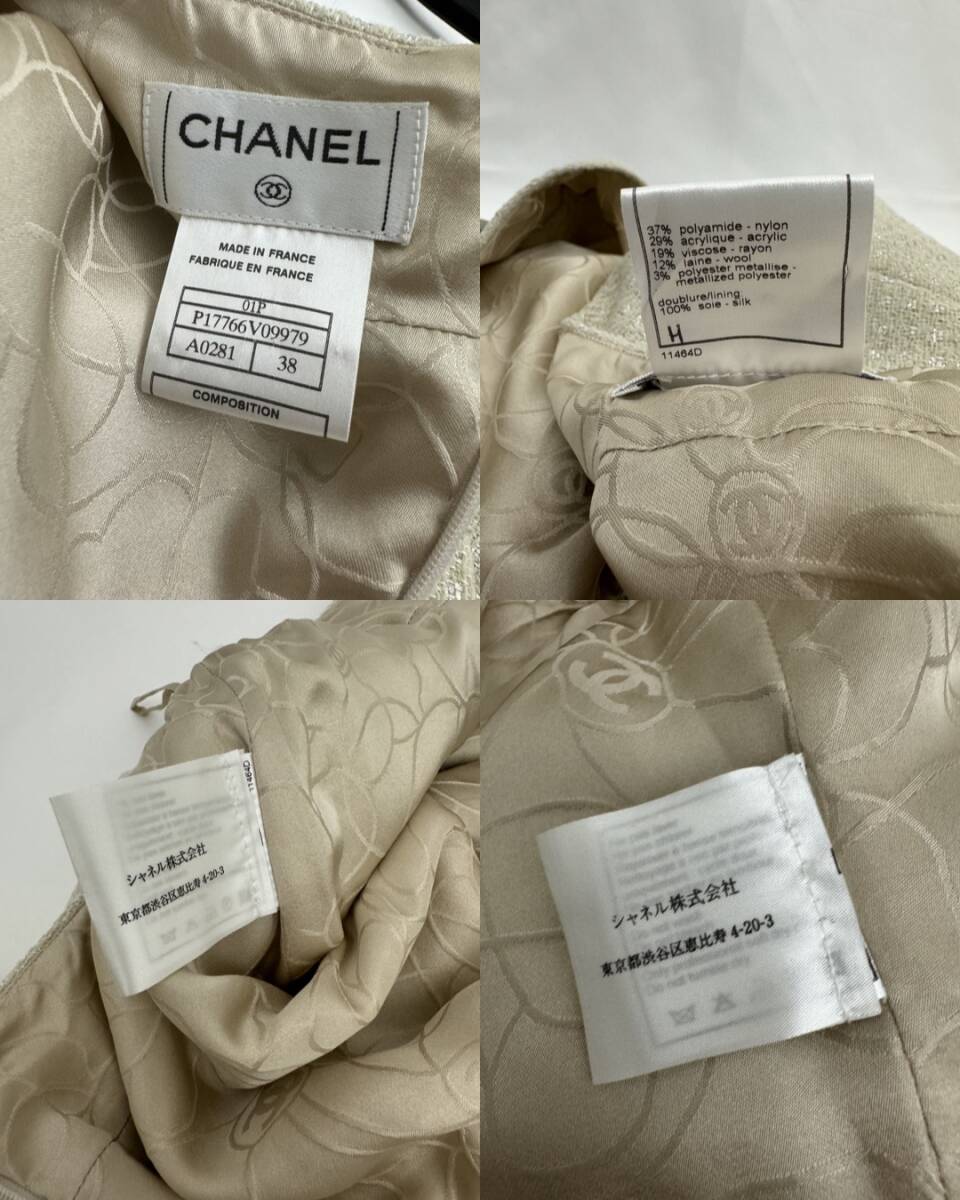 CHANEL
MADE IN FRANCE
FABRIQUE EN FRANCE
01P
P17766V09979
A0281 38
COMPOSITION
37% polyamide - nylon
29% acrylique - acrylic
19% viscose - rayon
12% laine - wool
3% polyester metallise -
metallized polyester
doublure/lining
100% soie - silk
H
11464D
11464D
シャネル株式会社
東京都渋谷区恵比寿4-20-3
シャネル株式会社
東京都渋谷区恵比寿4-20-3
Do not tumble dry